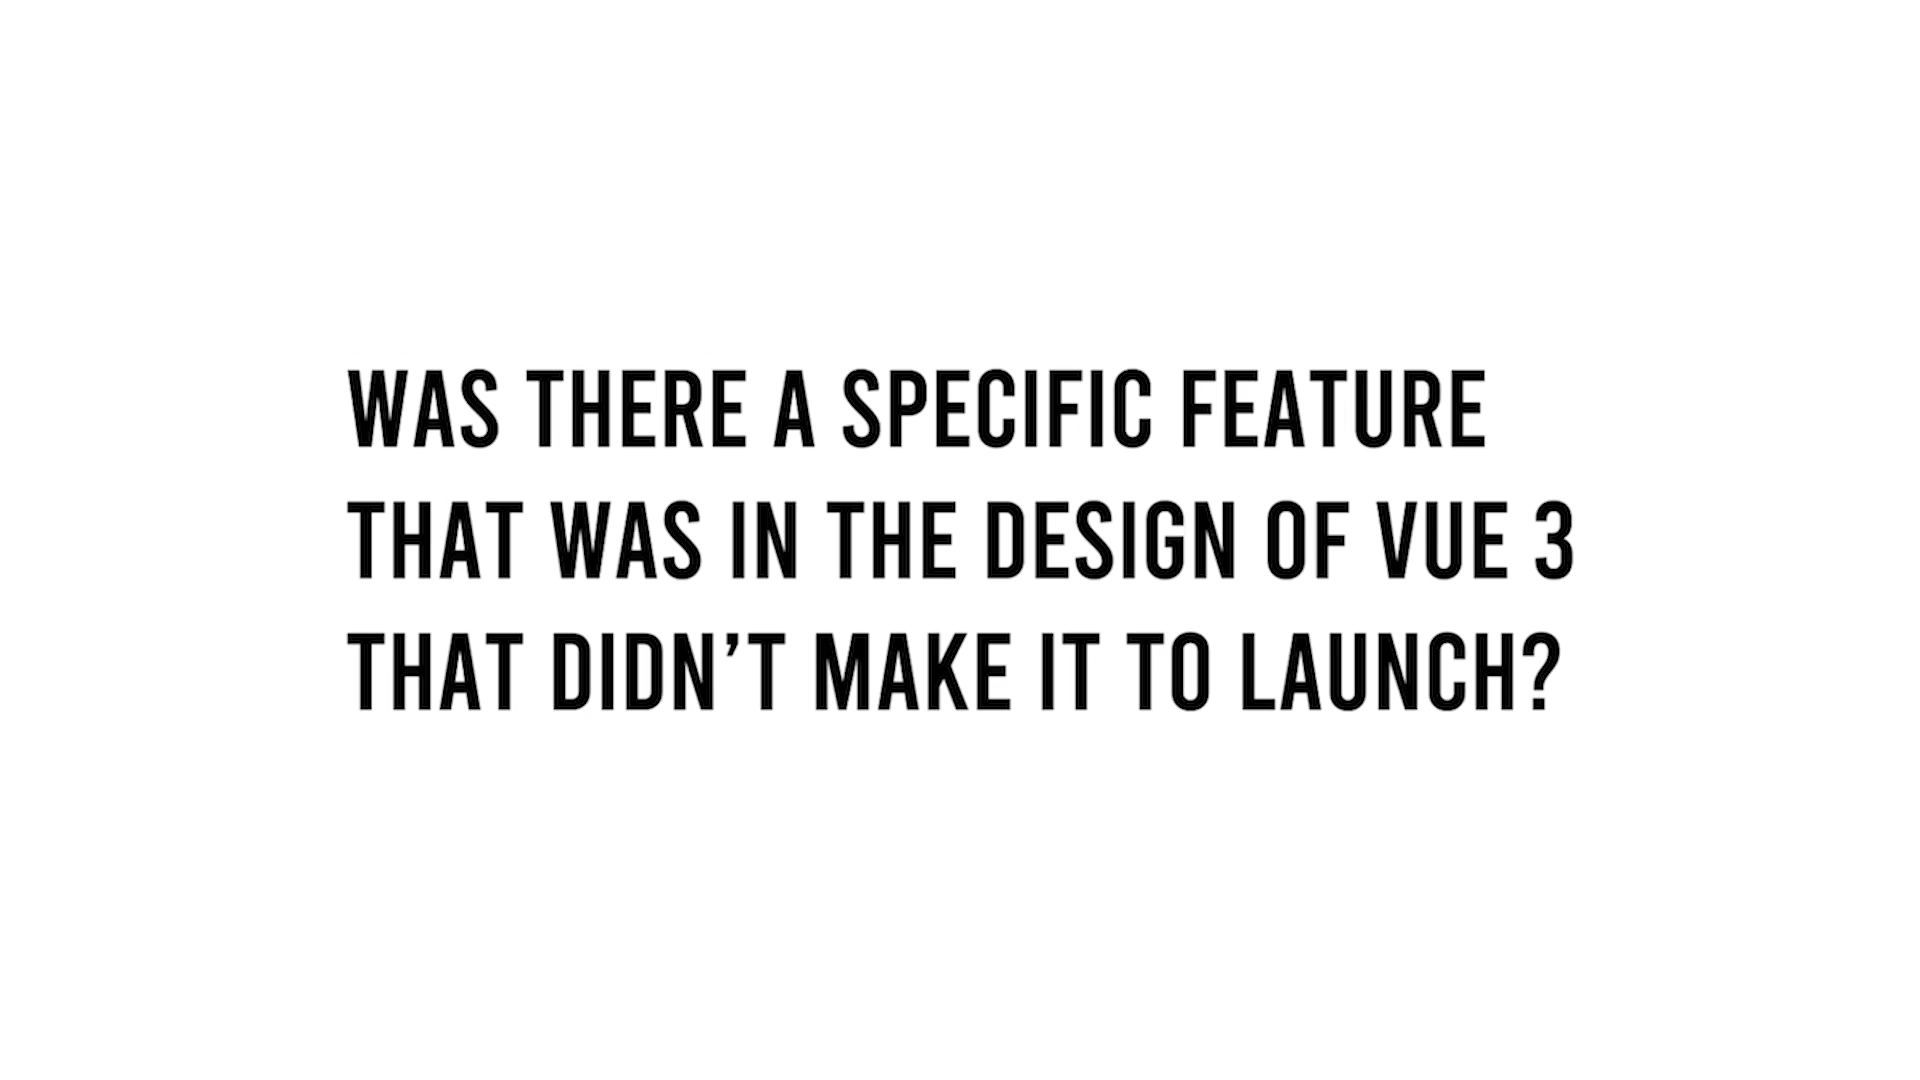 WAS THERE A SPECIFIC FEATURE
THAT WAS IN THE DESIGN OF VUE 3
THAT DIDN’T MAKE IT TO LAUNCH?